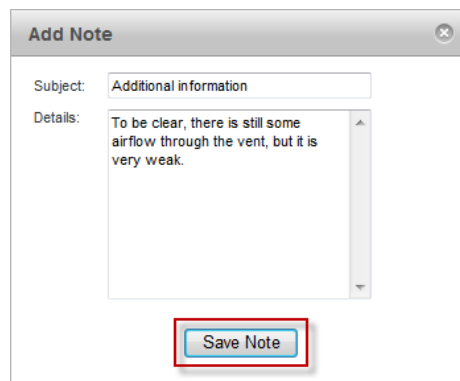 Add Note
Subject: Additional information
Details: To be clear, there is still some
airflow through the vent, but it is
very weak.
Save Note